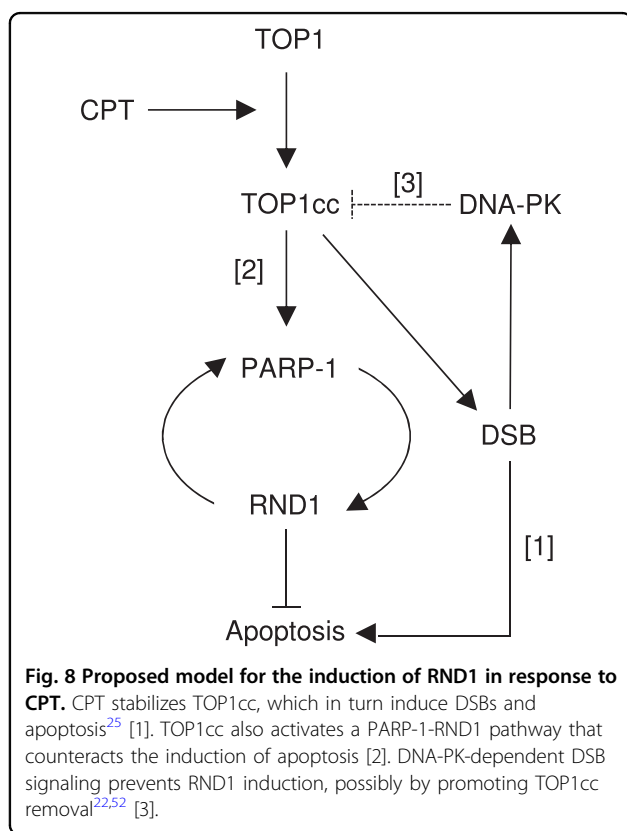 TOP1
CPT
TOP1cc
[3]
DNA-PK
[2]
PARP-1
DSB
RND1
[1]
Apoptosis
Fig. 8 Proposed model for the induction of RND1 in response to
CPT. CPT stabilizes TOP1cc, which in turn induce DSBs and
apoptosis25 [1]. TOP1cc also activates a PARP-1-RND1 pathway that
counteracts the induction of apoptosis [2]. DNA-PK-dependent DSB
signaling prevents RND1 induction, possibly by promoting TOP1cc
removal22,52 [3].